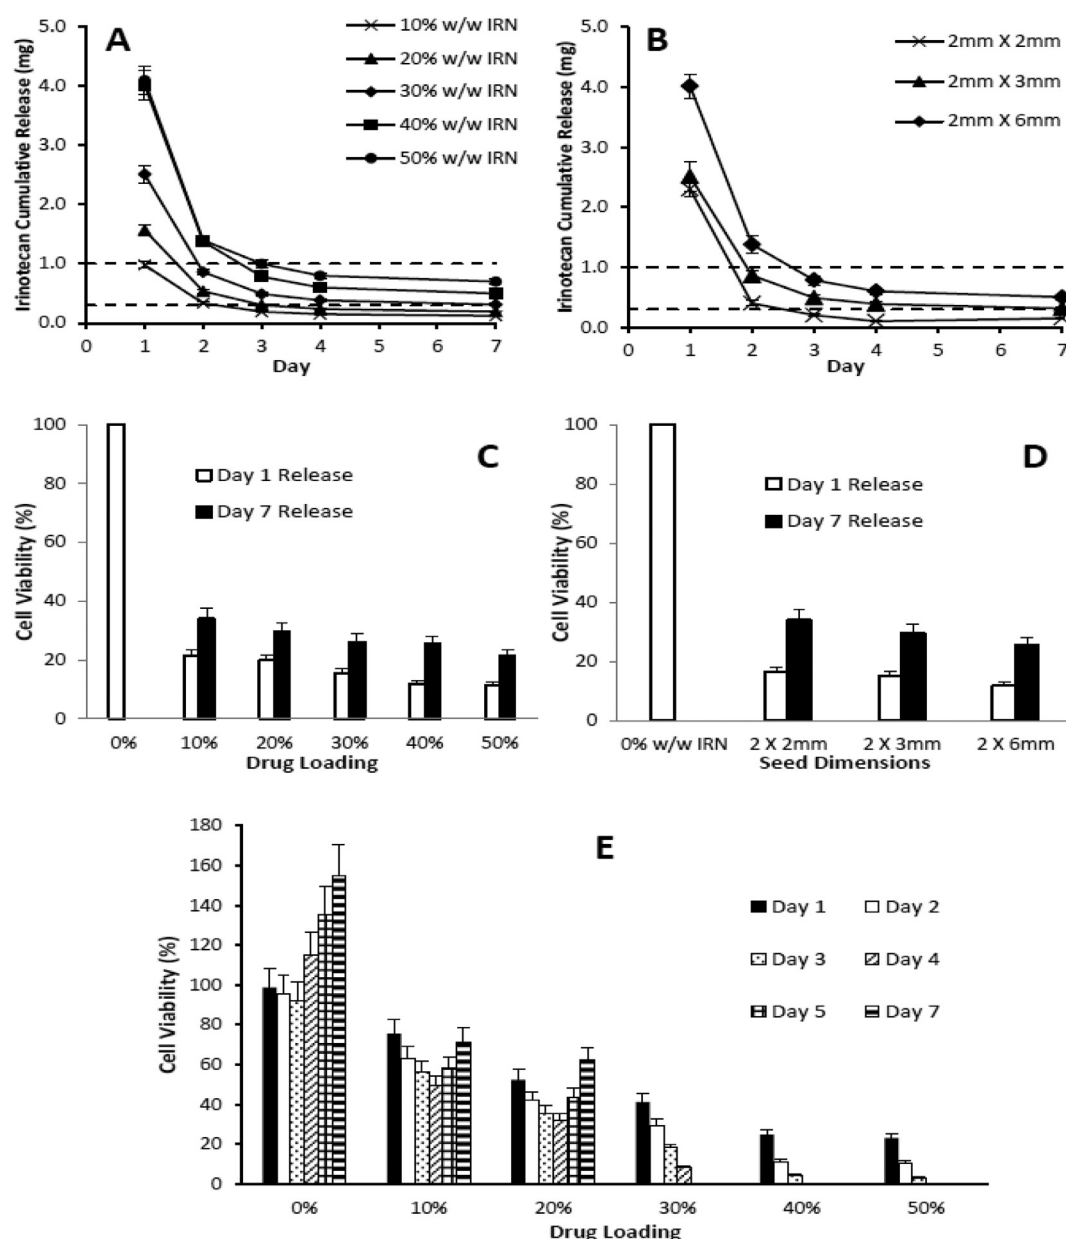 A
Irinotecan Cumulative Release (mg)
5.0
4.0
3.0
2.0
1.0
0.0
0 1 2 3 4 5 6 7
Day
10% w/w IRN
20% w/w IRN
30% w/w IRN
40% w/w IRN
50% w/w IRN
B
Irinotecan Cumulative Release (mg)
5.0
4.0
3.0
2.0
1.0
0.0
0 1 2 3 4 5 6 7
Day
2mm X 2mm
2mm X 3mm
2mm X 6mm
C
Cell Viability (%)
100
80
60
40
20
0
Day 1 Release
Day 7 Release
0% 10% 20% 30% 40% 50%
Drug Loading
D
Cell Viability (%)
100
80
60
40
20
0
Day 1 Release
Day 7 Release
0% w/w IRN 2 X 2mm 2 X 3mm 2 X 6mm
Seed Dimensions
E
Cell Viability (%)
180
160
140
120
100
80
60
40
20
0
Day 1 Day 2
Day 3 Day 4
Day 5 Day 7
0% 10% 20% 30% 40% 50%
Drug Loading